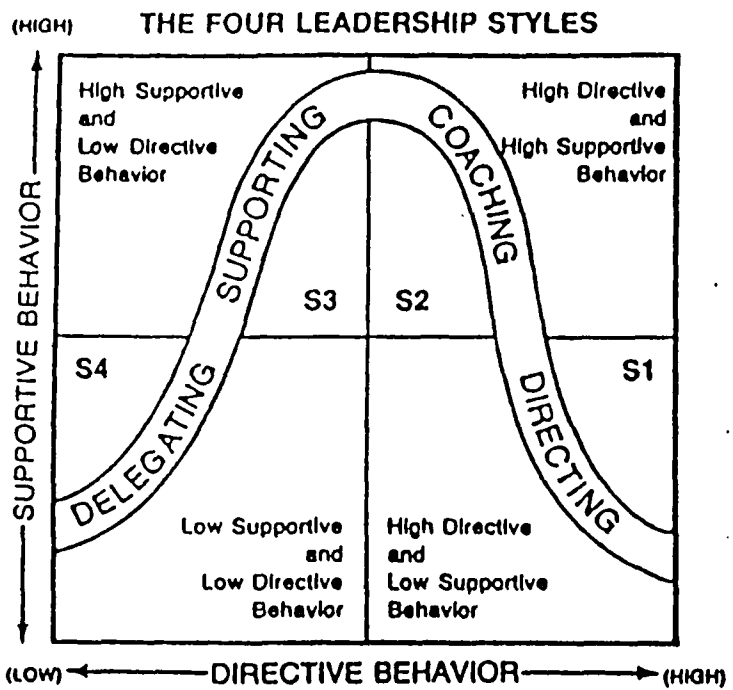 (HIGH) THE FOUR LEADERSHIP STYLES
High Supportive
and
Low Directive
Behavior
High Directive
and
High Supportive
Behavior
SUPPORTING
COACHING
S3
S2
SUPPORTIVE BEHAVIOR
S4
S1
DELEGATING
DIRECTING
Low Supportive
and
Low Directive
Behavior
High Directive
and
Low Supportive
Behavior
(LOW) DIRECTIVE BEHAVIOR (HIGH)